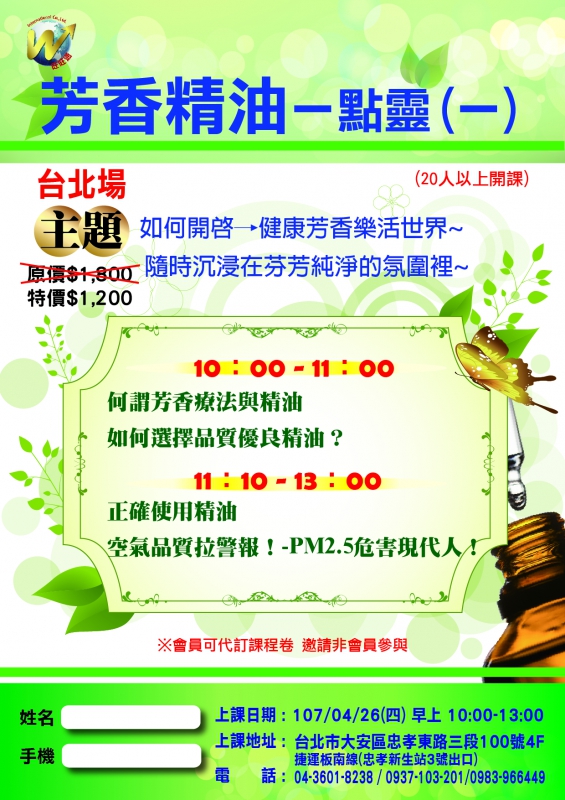 International Co., Ltd.
W
芳香精油一點靈(一)
台北場
(20人以上開課)
主題
如何開啓→健康芳香樂活世界~
隨時沉浸在芬芳純淨的氛圍裡~
原價$1,800
特價$1,200
10：00 - 11：00
何謂芳香療法與精油
如何選擇品質優良精油？
11：10 - 13：00
正確使用精油
空氣品質拉警報！-PM2.5危害現代人！
※會員可代訂課程卷 邀請非會員參與
姓名
手機
上課日期：107/04/26(四) 早上 10:00-13:00
上課地址：台北市大安區忠孝東路三段100號4F
捷運板南線(忠孝新生站3號出口)
電 話：04-3601-8238 / 0937-103-201/0983-966449